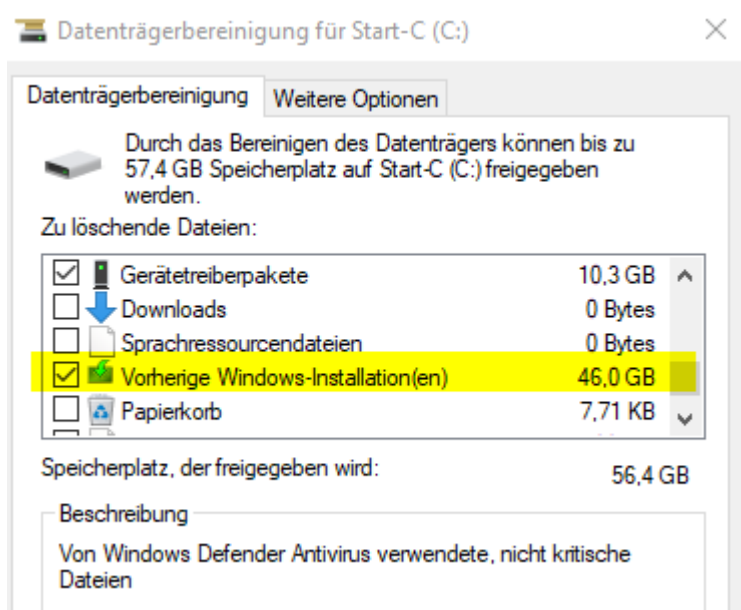 Datenträgerbereinigung für Start-C (C:)
Datenträgerbereinigung Weitere Optionen
Durch das Bereinigen des Datenträgers können bis zu
57,4 GB Speicherplatz auf Start-C (C:) freigegeben
werden.
Zu löschende Dateien:
Gerätetreiberpakete 10,3 GB
Downloads 0 Bytes
Sprachressourcendateien 0 Bytes
Vorherige Windows-Installation(en) 46,0 GB
Papierkorb 7,71 KB
Speicherplatz, der freigegeben wird: 56,4 GB
Beschreibung
Von Windows Defender Antivirus verwendete, nicht kritische
Dateien